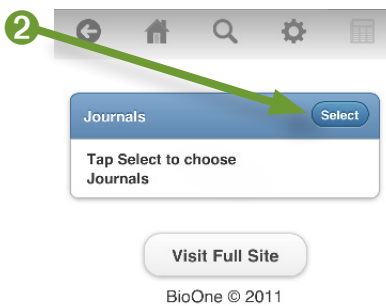 2
Journals
Select
Tap Select to choose
Journals
Visit Full Site
BioOne © 2011